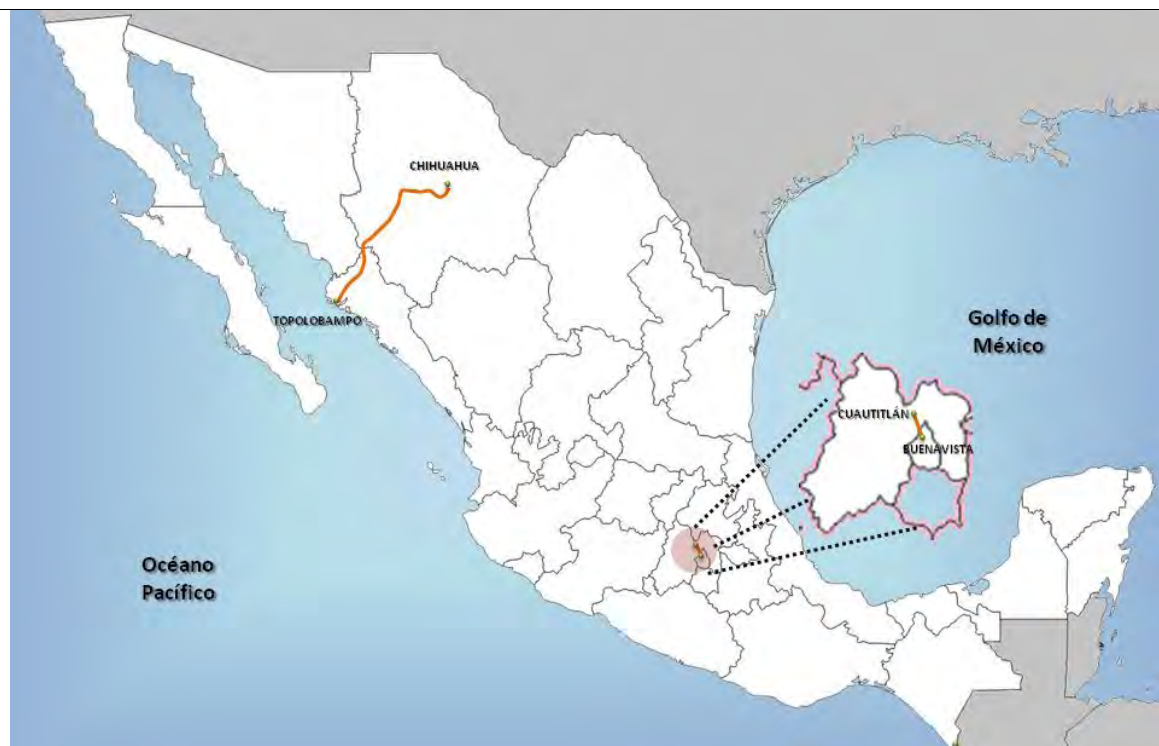 CHIHUAHUA
TOPOLOBAMPO
Golfo de
México
CUAUTITLÁN
BUENAVISTA
Océano
Pacífico